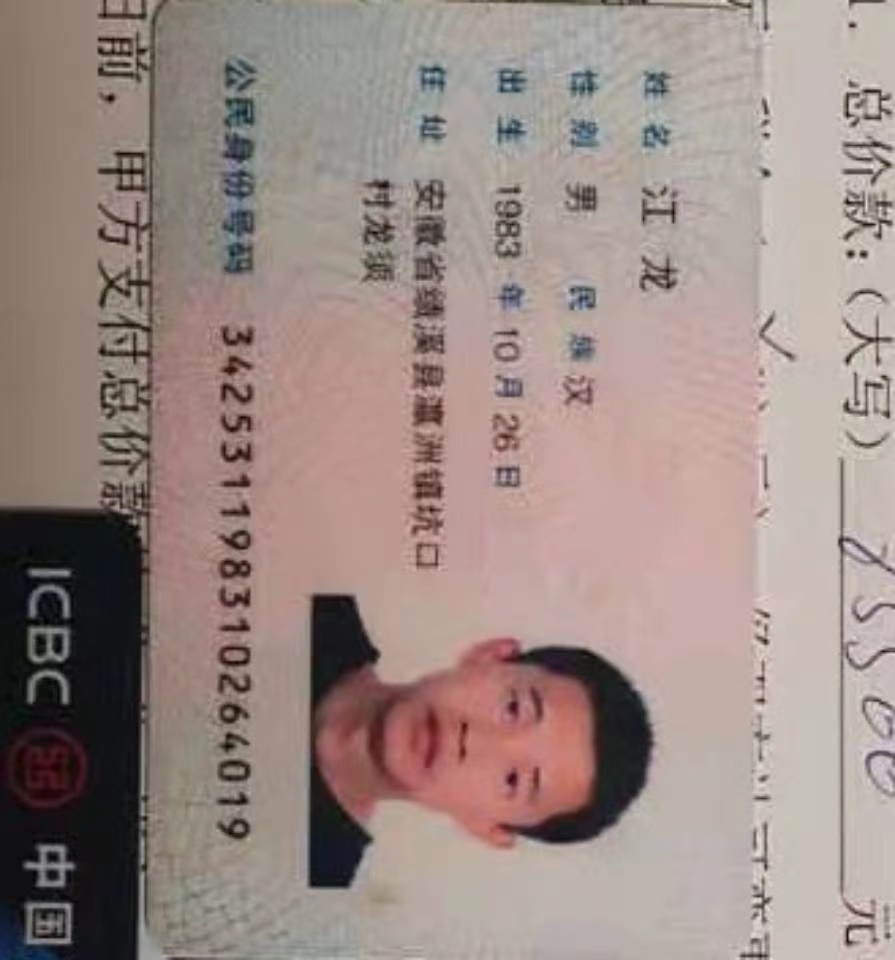 总价款：（大写） 元
姓名 江龙
性别 男 民族 汉
出生 1983 年 10 月 26 日
住址 安徽省绩溪县瀛洲镇坑口
村龙须
公民身份号码 342531198310264019
日前，甲方支付总价款
ICBC 中国